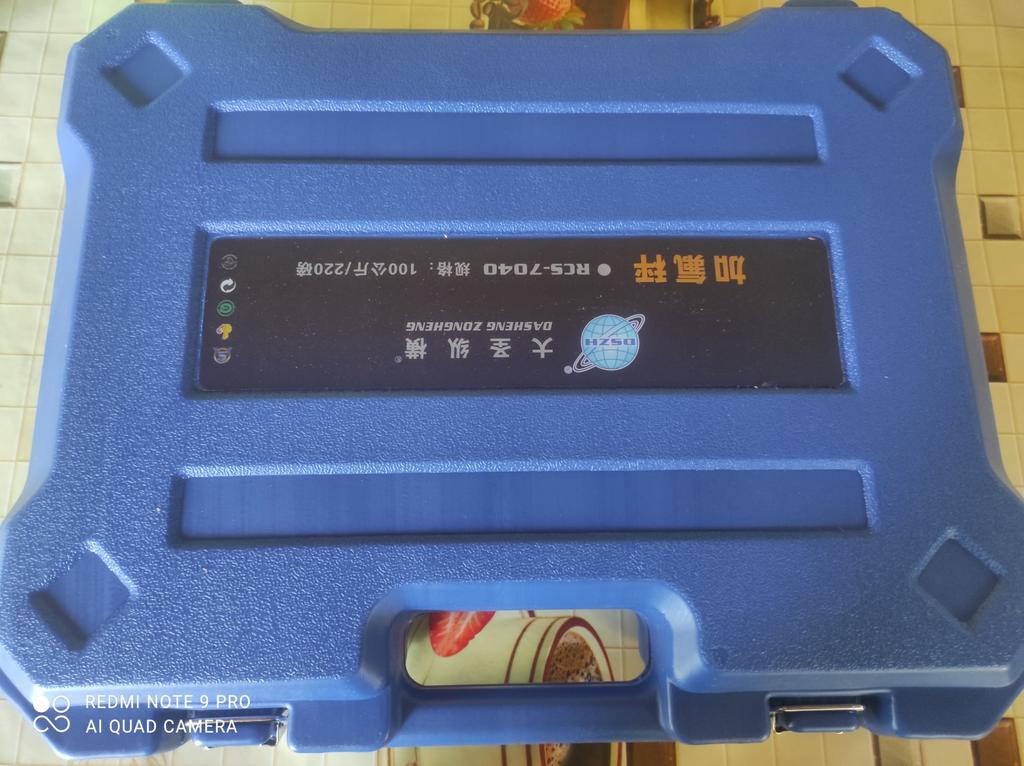 DSZH
大圣纵横®
DASHENG ZONGHENG
加氟秤 ● RCS-7040 规格：100公斤/220磅
REDMI NOTE 9 PRO
AI QUAD CAMERA